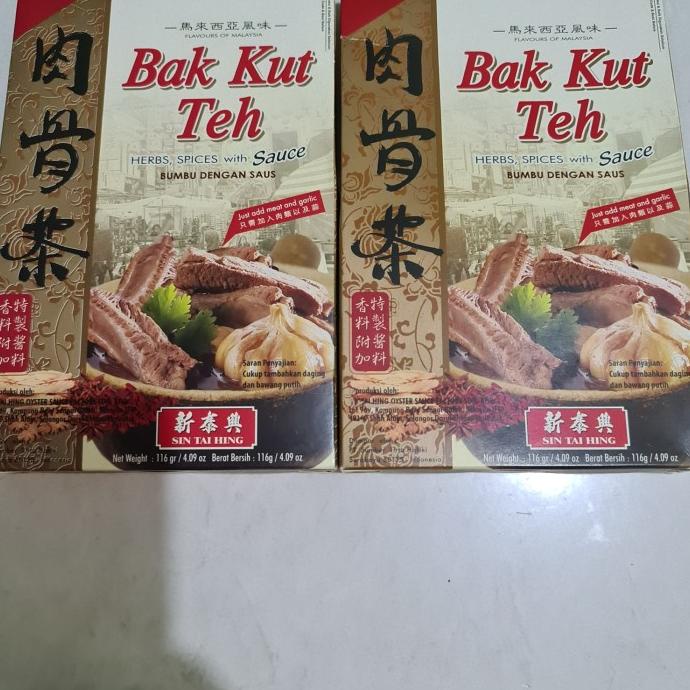 馬來西亞風味
FLAVOURS OF MALAYSIA
Bak Kut
Teh
HERBS, SPICES with Sauce
BUMBU DENGAN SAUS
Just add meat and garlic
只需加入肉類以及蒜
肉骨茶
特製醬料
香料附加
Saran Penyajian:
Cukup tambahkan daging
dan bawang putih
新泰興
SIN TAI HING
Net Weight : 116 gr / 4.09 oz Berat Bersih : 116g / 4.09 oz
馬來西亞風味
FLAVOURS OF MALAYSIA
Bak Kut
Teh
HERBS, SPICES with Sauce
BUMBU DENGAN SAUS
Just add meat and garlic
只需加入肉類以及蒜
肉骨茶
特製醬料
香料附加
Saran Penyajian:
Cukup tambahkan daging
dan bawang putih
Diproduksi oleh:
新泰興
SIN TAI HING
Net Weight : 116 gr / 4.09 oz Berat Bersih : 116g / 4.09 oz